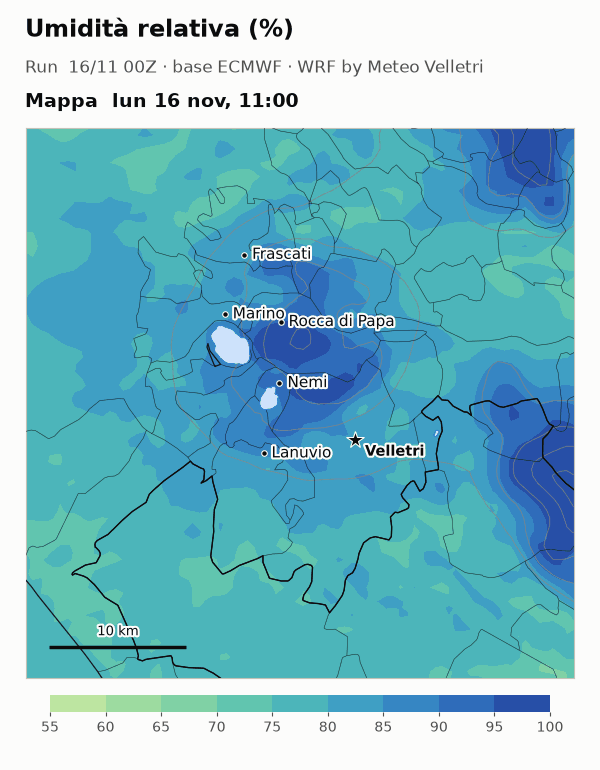 Umidità relativa (%)
Run  16/11 00Z · base ECMWF · WRF by Meteo Velletri
Mappa  lun 16 nov, 11:00
Frascati
Marino
Rocca di Papa
Nemi
Velletri
Lanuvio
10 km
55 60 65 70 75 80 85 90 95 100